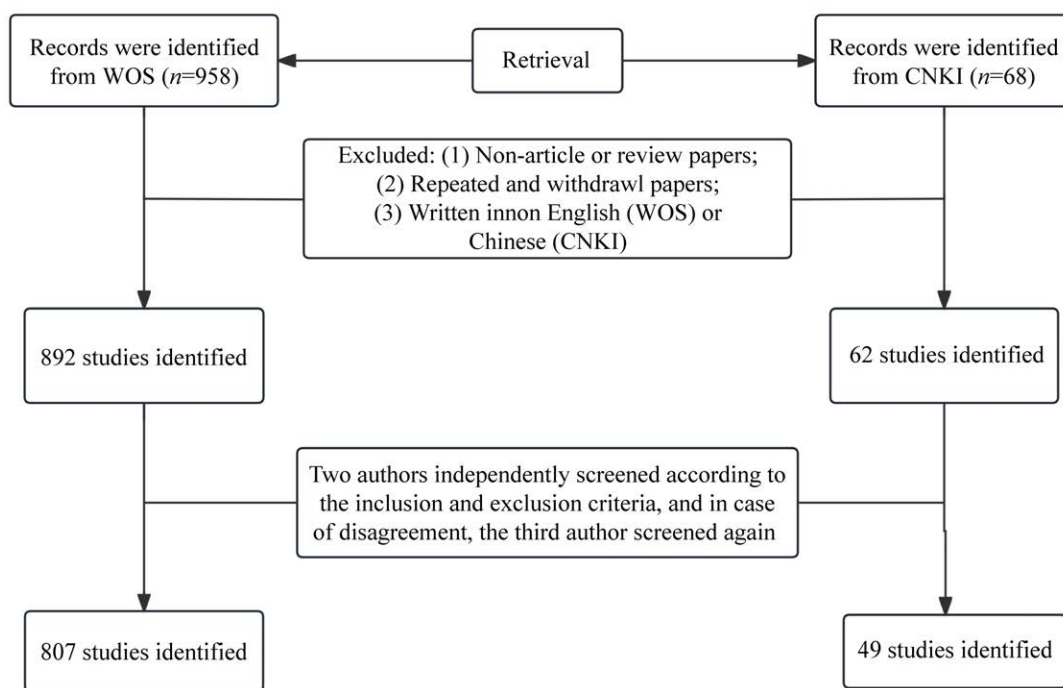 Records were identified
from WOS (n=958)
Retrieval
Records were identified
from CNKI (n=68)
Excluded: (1) Non-article or review papers;
(2) Repeated and withdrawl papers;
(3) Written innon English (WOS) or
Chinese (CNKI)
892 studies identified
62 studies identified
Two authors independently screened according to
the inclusion and exclusion criteria, and in case
of disagreement, the third author screened again
807 studies identified
49 studies identified